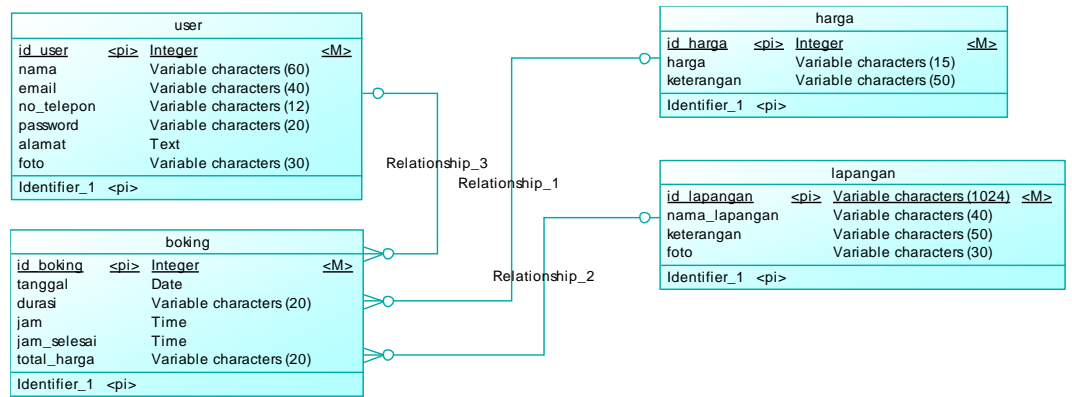 user
id_user <pi> Integer <M>
nama Variable characters (60)
email Variable characters (40)
no_telepon Variable characters (12)
password Variable characters (20)
alamat Text
foto Variable characters (30)
Identifier_1 <pi>
harga
id_harga <pi> Integer <M>
harga Variable characters (15)
keterangan Variable characters (50)
Identifier_1 <pi>
Relationship_3
Relationship_1
lapangan
id_lapangan <pi> Variable characters (1024) <M>
nama_lapangan Variable characters (40)
keterangan Variable characters (50)
foto Variable characters (30)
Identifier_1 <pi>
boking
id_boking <pi> Integer <M>
tanggal Date
durasi Variable characters (20)
jam Time
jam_selesai Time
total_harga Variable characters (20)
Identifier_1 <pi>
Relationship_2